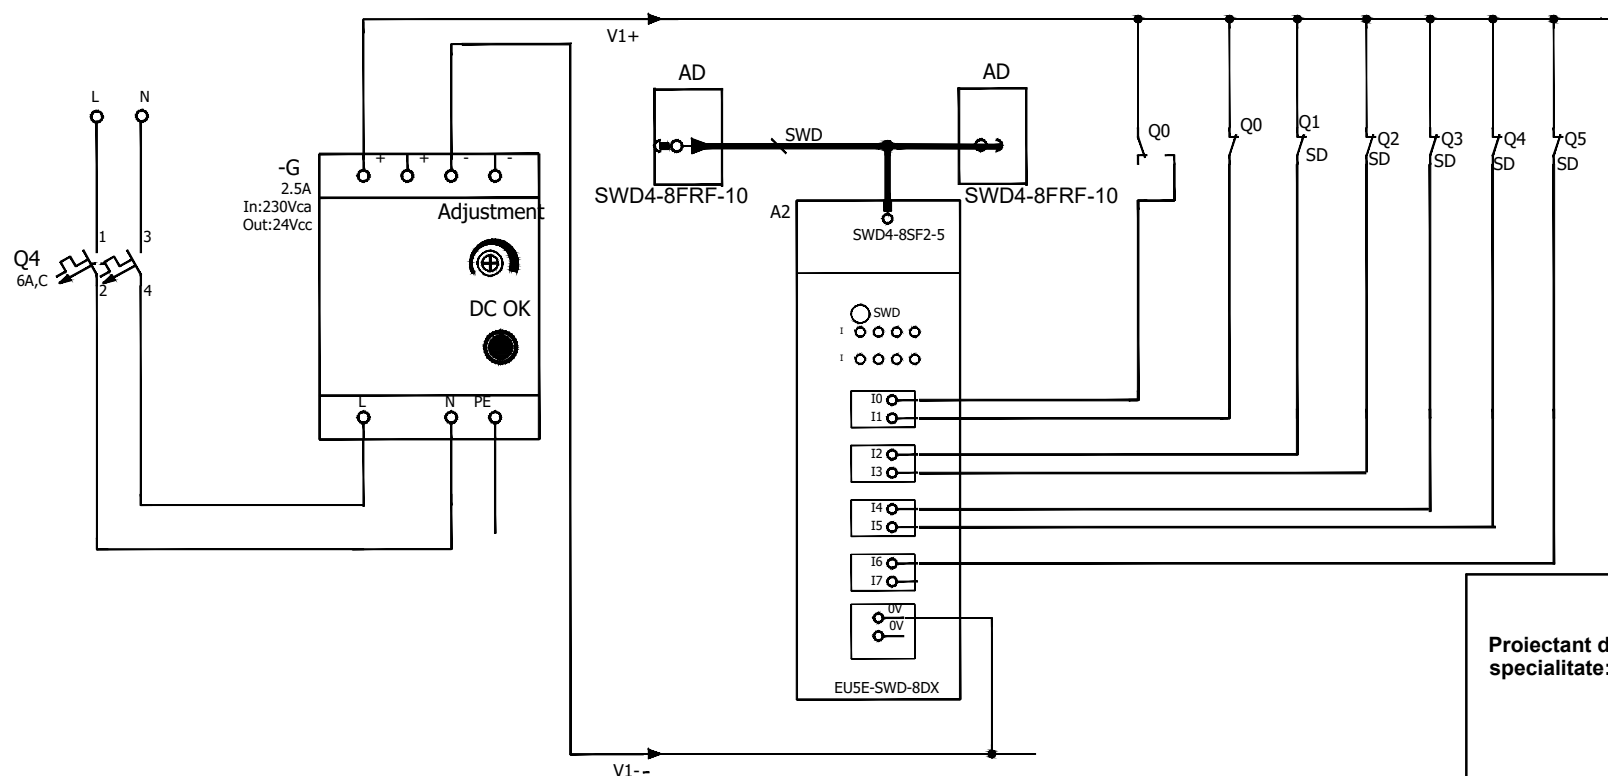 V1+
AD
AD
L
N
SWD
Q0
Q0
Q1
Q2
Q3
Q4
Q5
SD
SD
SD
SD
SD
+
+
-
-
-G
2.5A
In:230Vca
Out:24Vcc
SWD4-8FRF-10
SWD4-8FRF-10
A2
Adjustment
SWD4-8SF2-5
1
3
Q4
6A,C
2
4
DC OK
SWD
I
I
L
N
PE
I0
I1
I2
I3
I4
I5
I6
I7
0V
0V
EU5E-SWD-8DX
Proiectant d
specialitate:
V1--